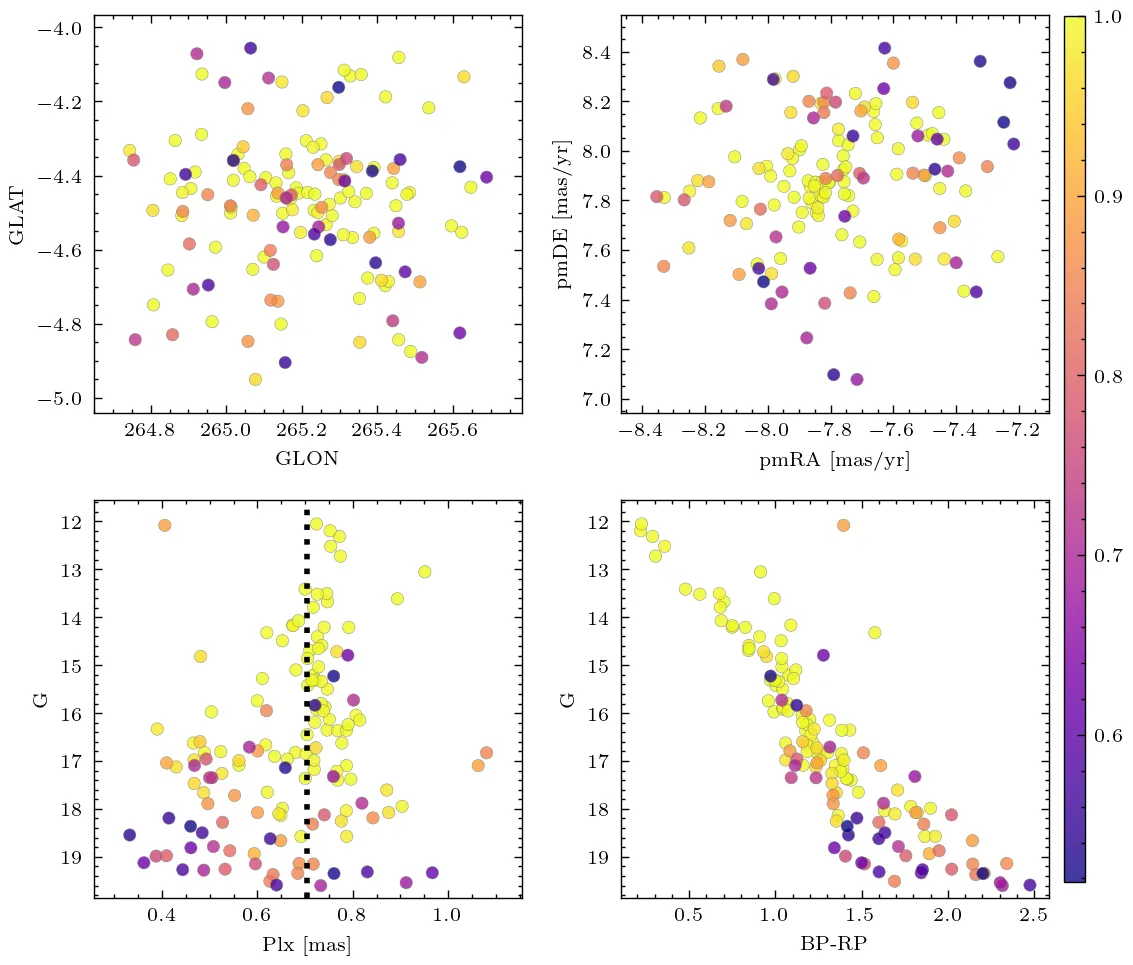 −4.0
−4.2
−4.4
−4.6
−4.8
−5.0
GLAT
264.8 265.0 265.2 265.4 265.6
GLON
8.4
8.2
8.0
7.8
7.6
7.4
7.2
7.0
pmDE [mas/yr]
−8.4 −8.2 −8.0 −7.8 −7.6 −7.4 −7.2
pmRA [mas/yr]
12
13
14
15
16
17
18
19
G
0.4 0.6 0.8 1.0
Plx [mas]
12
13
14
15
16
17
18
19
G
0.5 1.0 1.5 2.0 2.5
BP-RP
1.0
0.9
0.8
0.7
0.6